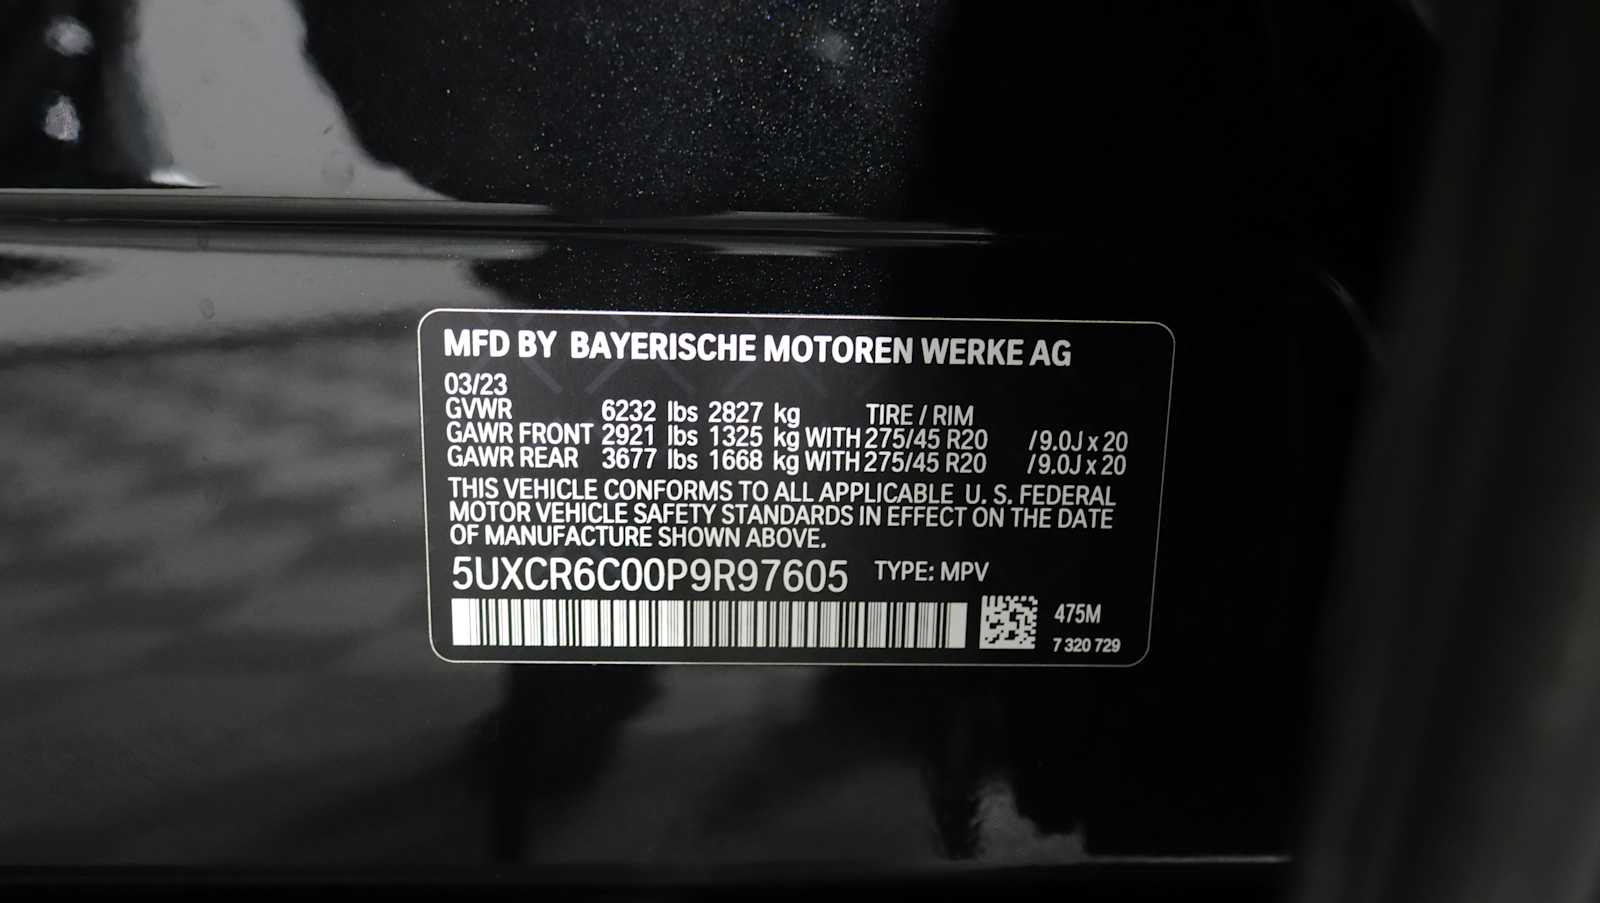 MFD BY BAYERISCHE MOTOREN WERKE AG
03/23
GVWR 6232 lbs 2827 kg TIRE / RIM
GAWR FRONT 2921 lbs 1325 kg WITH 275/45 R20 /9.0J x 20
GAWR REAR 3677 lbs 1668 kg WITH 275/45 R20 /9.0J x 20
THIS VEHICLE CONFORMS TO ALL APPLICABLE U. S. FEDERAL
MOTOR VEHICLE SAFETY STANDARDS IN EFFECT ON THE DATE
OF MANUFACTURE SHOWN ABOVE.
5UXCR6C00P9R97605 TYPE: MPV
475M
7 320 729